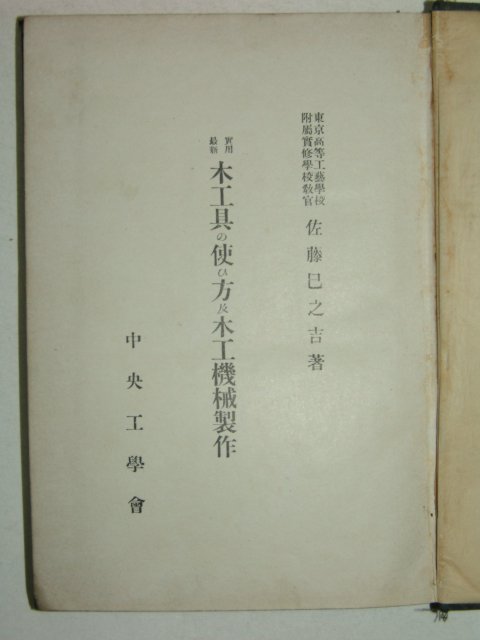 東京高等工藝學校
附屬實修學校敎官
佐藤巳之吉著
實用
最新
木工具の使ひ方及木工機械製作
中央工學會